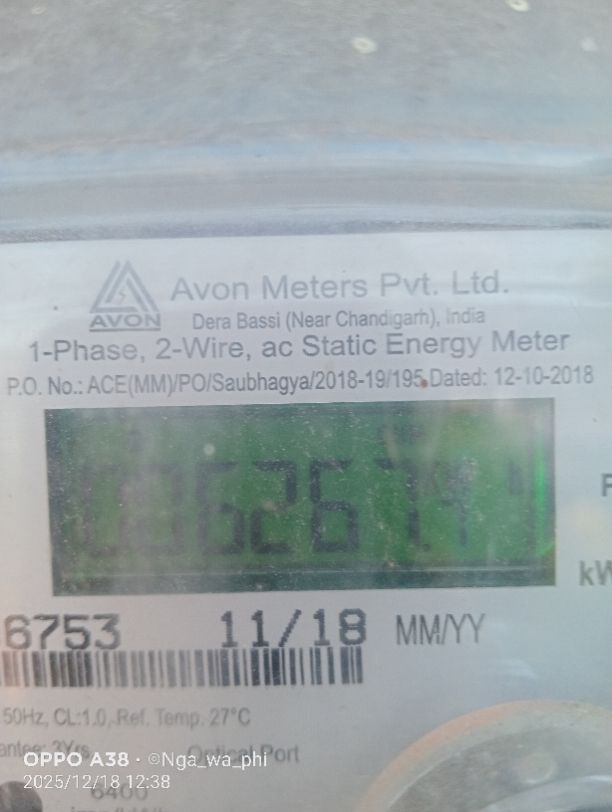 Avon Meters Pvt. Ltd.
AVON
Dera Bassi (Near Chandigarh), India
1-Phase, 2-Wire, ac Static Energy Meter
P.O. No.: ACE(MM)/PO/Saubhagya/2018-19/195 Dated: 12-10-2018
6753 11/18 MM/YY
50Hz, CL:1.0, Ref. Temp. 27°C
Optical Port
6400
OPPO A38 · ©Nga_wa_phi
2025/12/18 12:38